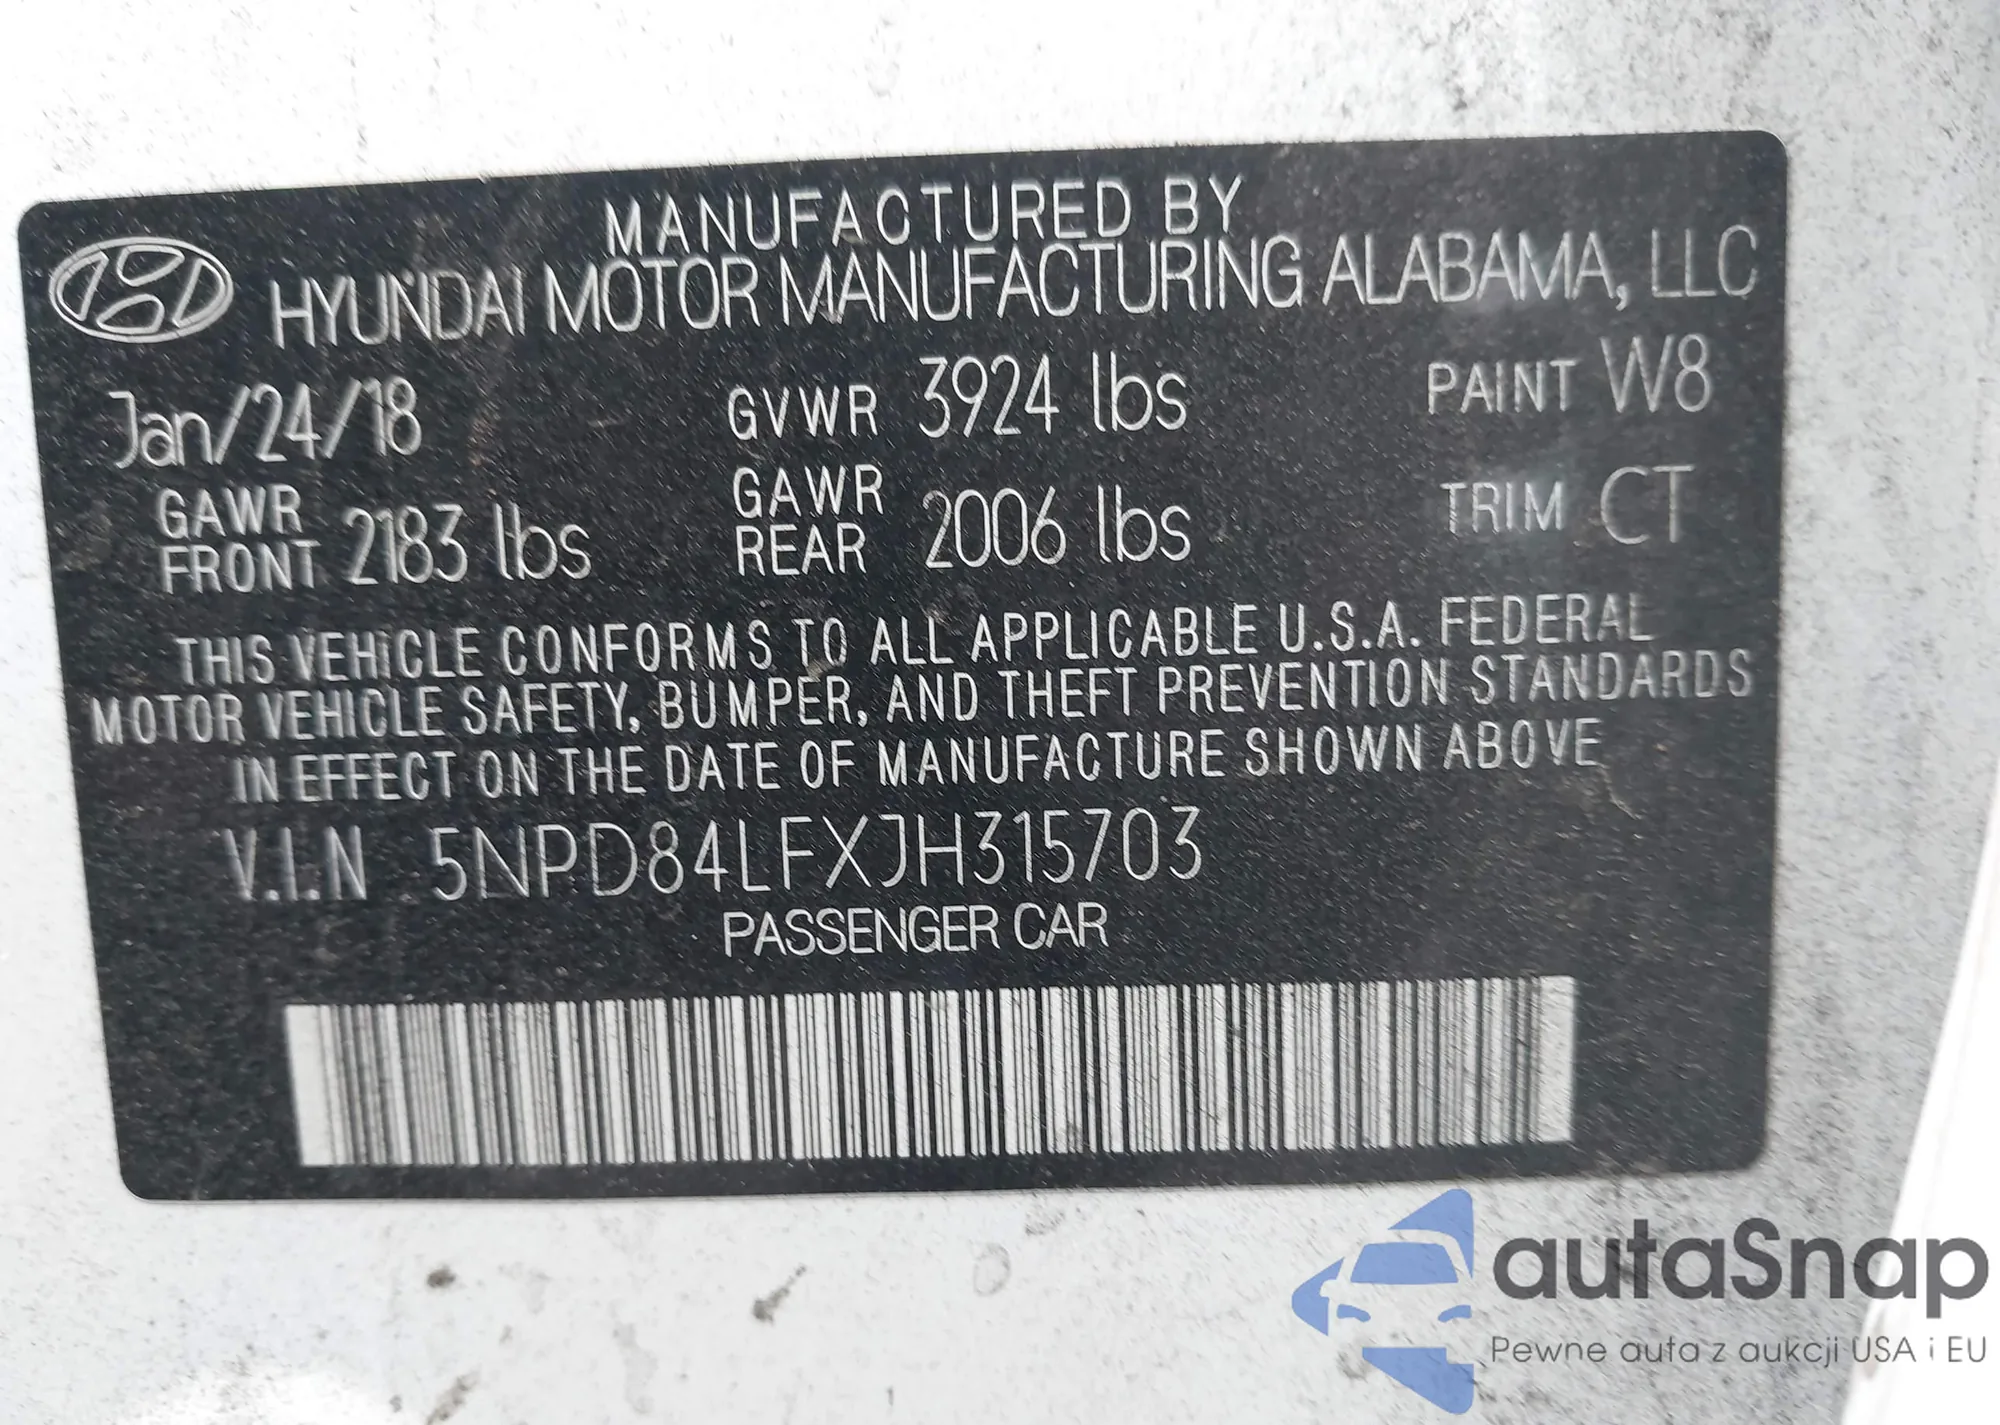 MANUFACTURED BY
HYUNDAI MOTOR MANUFACTURING ALABAMA, LLC
Jan/24/18 GVWR 3924 lbs PAINT W8
GAWR FRONT 2183 lbs GAWR REAR 2006 lbs TRIM CT
THIS VEHICLE CONFORMS TO ALL APPLICABLE U.S.A. FEDERAL
MOTOR VEHICLE SAFETY, BUMPER, AND THEFT PREVENTION STANDARDS
IN EFFECT ON THE DATE OF MANUFACTURE SHOWN ABOVE
V.I.N 5NPD84LFXJH315703
PASSENGER CAR
autaSnap
Pewne auta z aukcji USA i EU